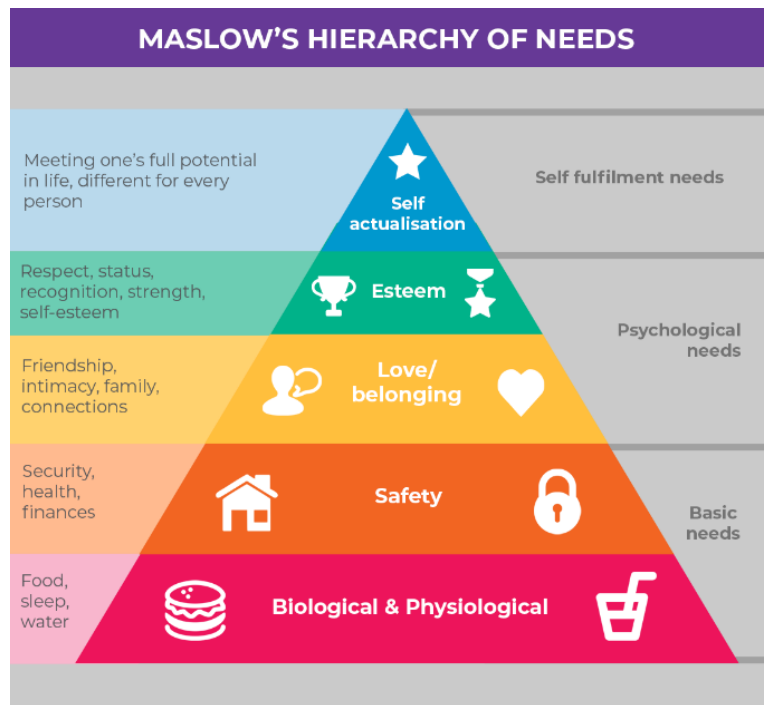 MASLOW'S HIERARCHY OF NEEDS
Meeting one's full potential
in life, different for every
person
Self
actualisation
Self fulfilment needs
Respect, status,
recognition, strength,
self-esteem
Esteem
Psychological
needs
Friendship,
intimacy, family,
connections
Love/
belonging
Security,
health,
finances
Safety
Basic
needs
Food,
sleep,
water
Biological & Physiological